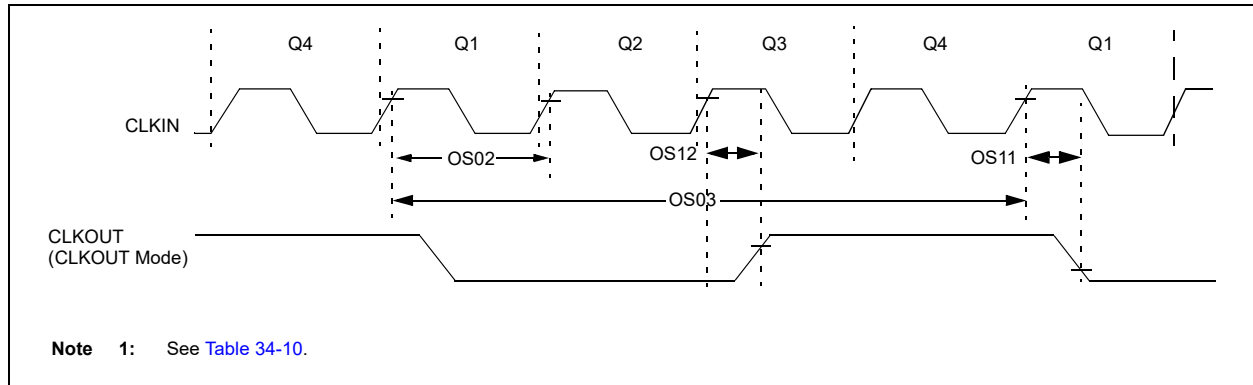 Q4 Q1 Q2 Q3 Q4 Q1
CLKIN
OS02
OS12
OS11
OS03
CLKOUT
(CLKOUT Mode)
Note 1: See Table 34-10.